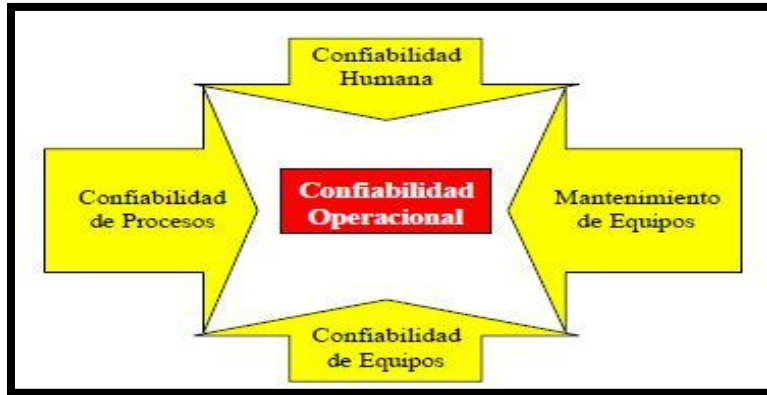 Confiabilidad
Humana
Confiabilidad
de Procesos
Confiabilidad
Operacional
Mantenimiento
de Equipos
Confiabilidad
de Equipos